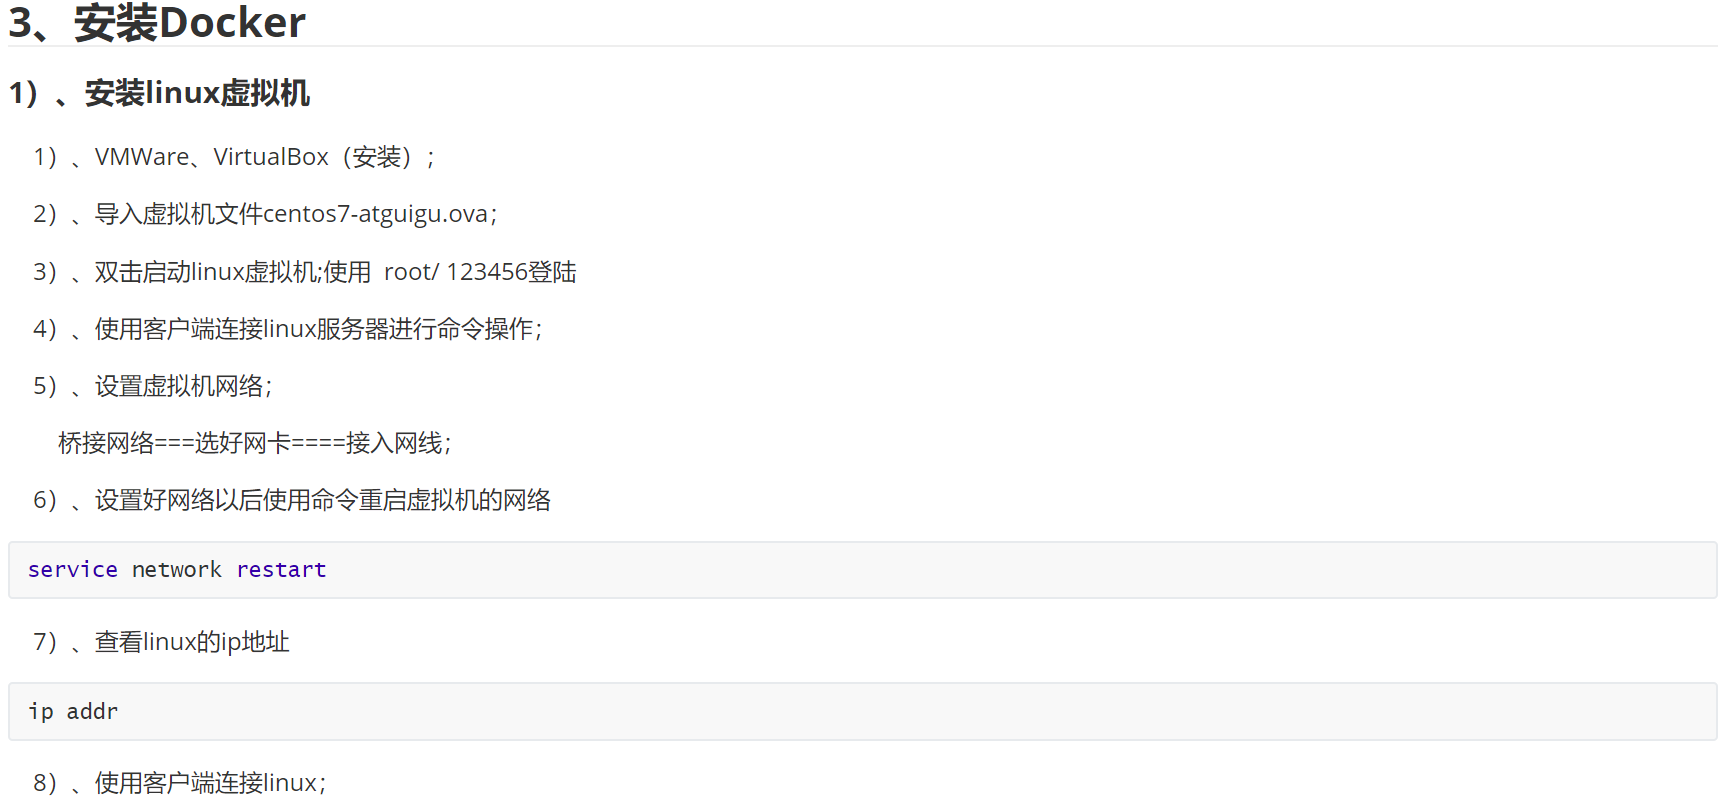 3、安装Docker
1）、安装linux虚拟机
1）、VMWare、VirtualBox（安装）；
2）、导入虚拟机文件centos7-atguigu.ova；
3）、双击启动linux虚拟机;使用 root/ 123456登陆
4）、使用客户端连接linux服务器进行命令操作；
5）、设置虚拟机网络；
桥接网络===选好网卡====接入网线；
6）、设置好网络以后使用命令重启虚拟机的网络
service network restart
7）、查看linux的ip地址
ip addr
8）、使用客户端连接linux；